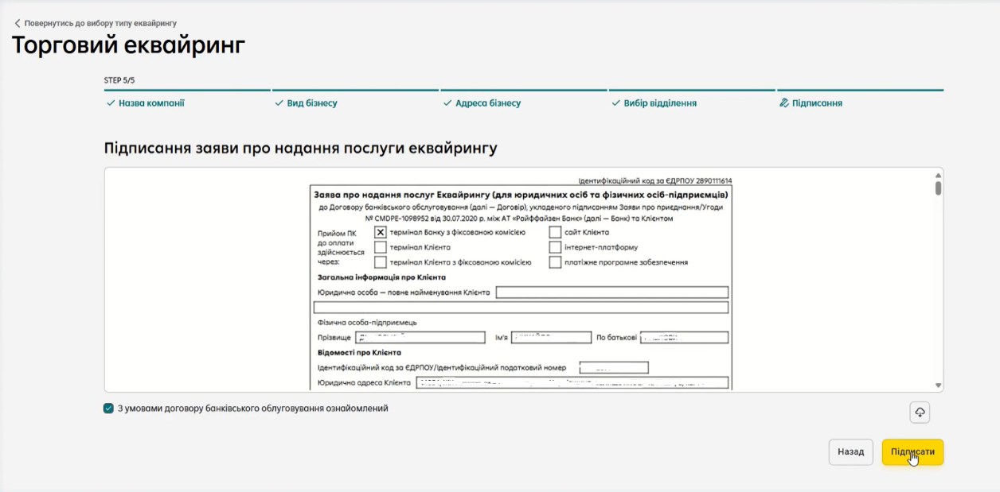 Повернутись до вибору типу еквайрингу
Торговий еквайринг
STEP 5/5
Назва компанії
Вид бізнесу
Адреса бізнесу
Вибір відділення
Підписання
Підписання заяви про надання послуги еквайрингу
Ідентифікаційний код за ЄДРПОУ 2890111614
Заява про надання послуг Еквайрингу (для юридичних осіб та фізичних осіб-підприємців)
до Договору банківського обслуговування (далі — Договір), укладеного підписанням Заяви про приєднання/Угоди
№ CMDPE-1098952 від 30.07.2020 р. між АТ «Райффайзен Банк» (далі — Банк) та Клієнтом
Прийом ПК до оплати здійснюється через:
X термінал Банку з фіксованою комісією
сайт Клієнта
термінал Клієнта
інтернет-платформу
термінал Клієнта з фіксованою комісією
платіжне програмне забезпечення
Загальна інформація про Клієнта
Юридична особа — повне найменування Клієнта
Фізична особа-підприємець
Прізвище
Ім'я
По батькові
Відомості про Клієнта
Ідентифікаційний код за ЄДРПОУ/Ідентифікаційний податковий номер
Юридична адреса Клієнта
З умовами договору банківського облуговування ознайомлений
Назад
Підписати